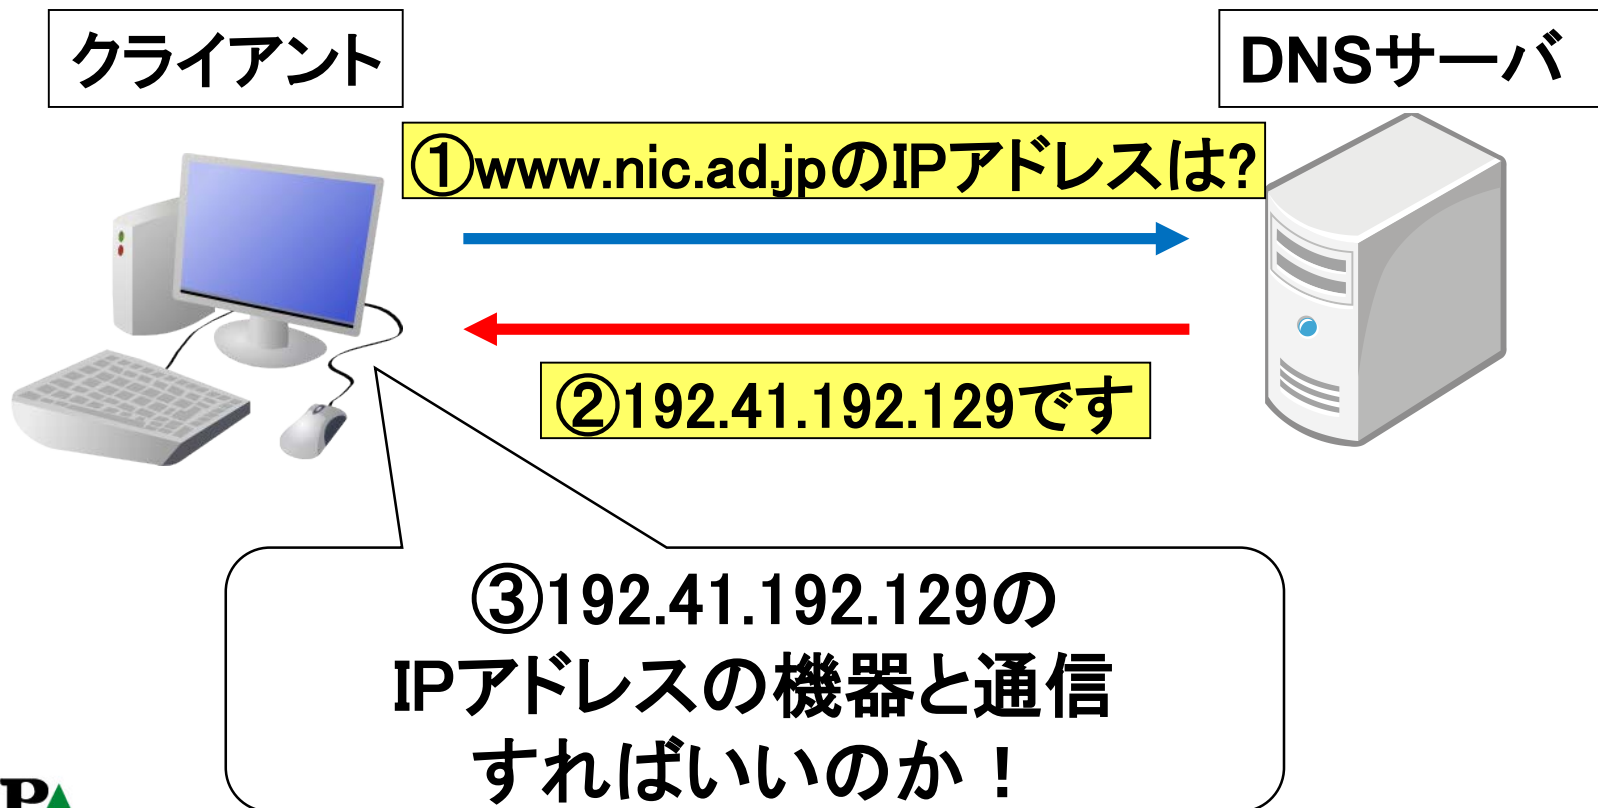 クライアント
DNSサーバ
①www.nic.ad.jpのIPアドレスは?
②192.41.192.129です
③192.41.192.129の
IPアドレスの機器と通信
すればいいのか！